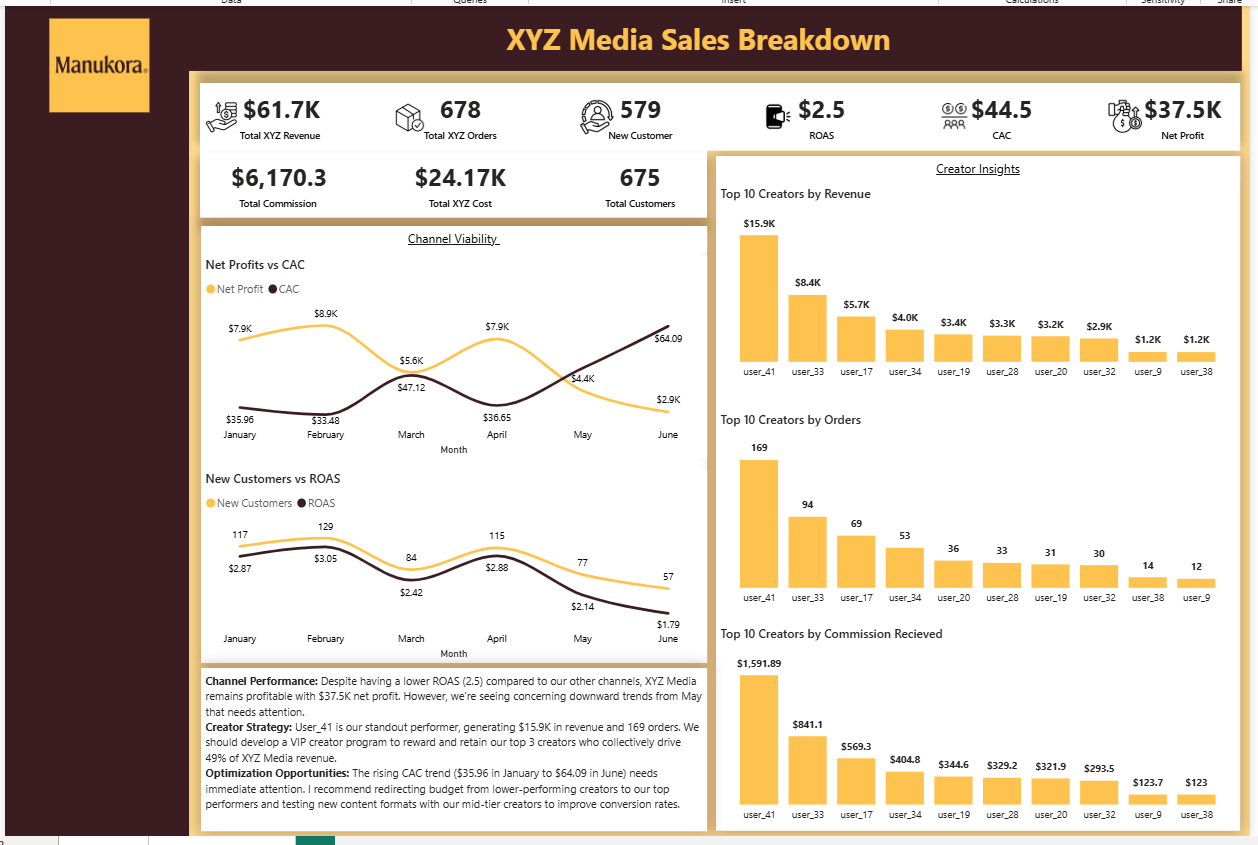 Data Queries Insert Calculations Sensitivity Share
Manukora.
XYZ Media Sales Breakdown
$61.7K
Total XYZ Revenue
678
Total XYZ Orders
579
New Customer
$2.5
ROAS
$44.5
CAC
$37.5K
Net Profit
$6,170.3
Total Commission
$24.17K
Total XYZ Cost
675
Total Customers
Channel Viability
Net Profits vs CAC
Net Profit CAC
$7.9K $8.9K $5.6K $7.9K $4.4K $2.9K
$35.96 $33.48 $47.12 $36.65 $64.09
January February March April May June
Month
New Customers vs ROAS
New Customers ROAS
117 129 84 115 77 57
$2.87 $3.05 $2.42 $2.88 $2.14 $1.79
January February March April May June
Month
Channel Performance: Despite having a lower ROAS (2.5) compared to our other channels, XYZ Media
remains profitable with $37.5K net profit. However, we're seeing concerning downward trends from May
that needs attention.
Creator Strategy: User_41 is our standout performer, generating $15.9K in revenue and 169 orders. We
should develop a VIP creator program to reward and retain our top 3 creators who collectively drive
49% of XYZ Media revenue.
Optimization Opportunities: The rising CAC trend ($35.96 in January to $64.09 in June) needs
immediate attention. I recommend redirecting budget from lower-performing creators to our top
performers and testing new content formats with our mid-tier creators to improve conversion rates.
Creator Insights
Top 10 Creators by Revenue
$15.9K $8.4K $5.7K $4.0K $3.4K $3.3K $3.2K $2.9K $1.2K $1.2K
user_41 user_33 user_17 user_34 user_19 user_28 user_20 user_32 user_9 user_38
Top 10 Creators by Orders
169 94 69 53 36 33 31 30 14 12
user_41 user_33 user_17 user_34 user_20 user_28 user_19 user_32 user_38 user_9
Top 10 Creators by Commission Recieved
$1,591.89 $841.1 $569.3 $404.8 $344.6 $329.2 $321.9 $293.5 $123.7 $123
user_41 user_33 user_17 user_34 user_19 user_28 user_20 user_32 user_9 user_38